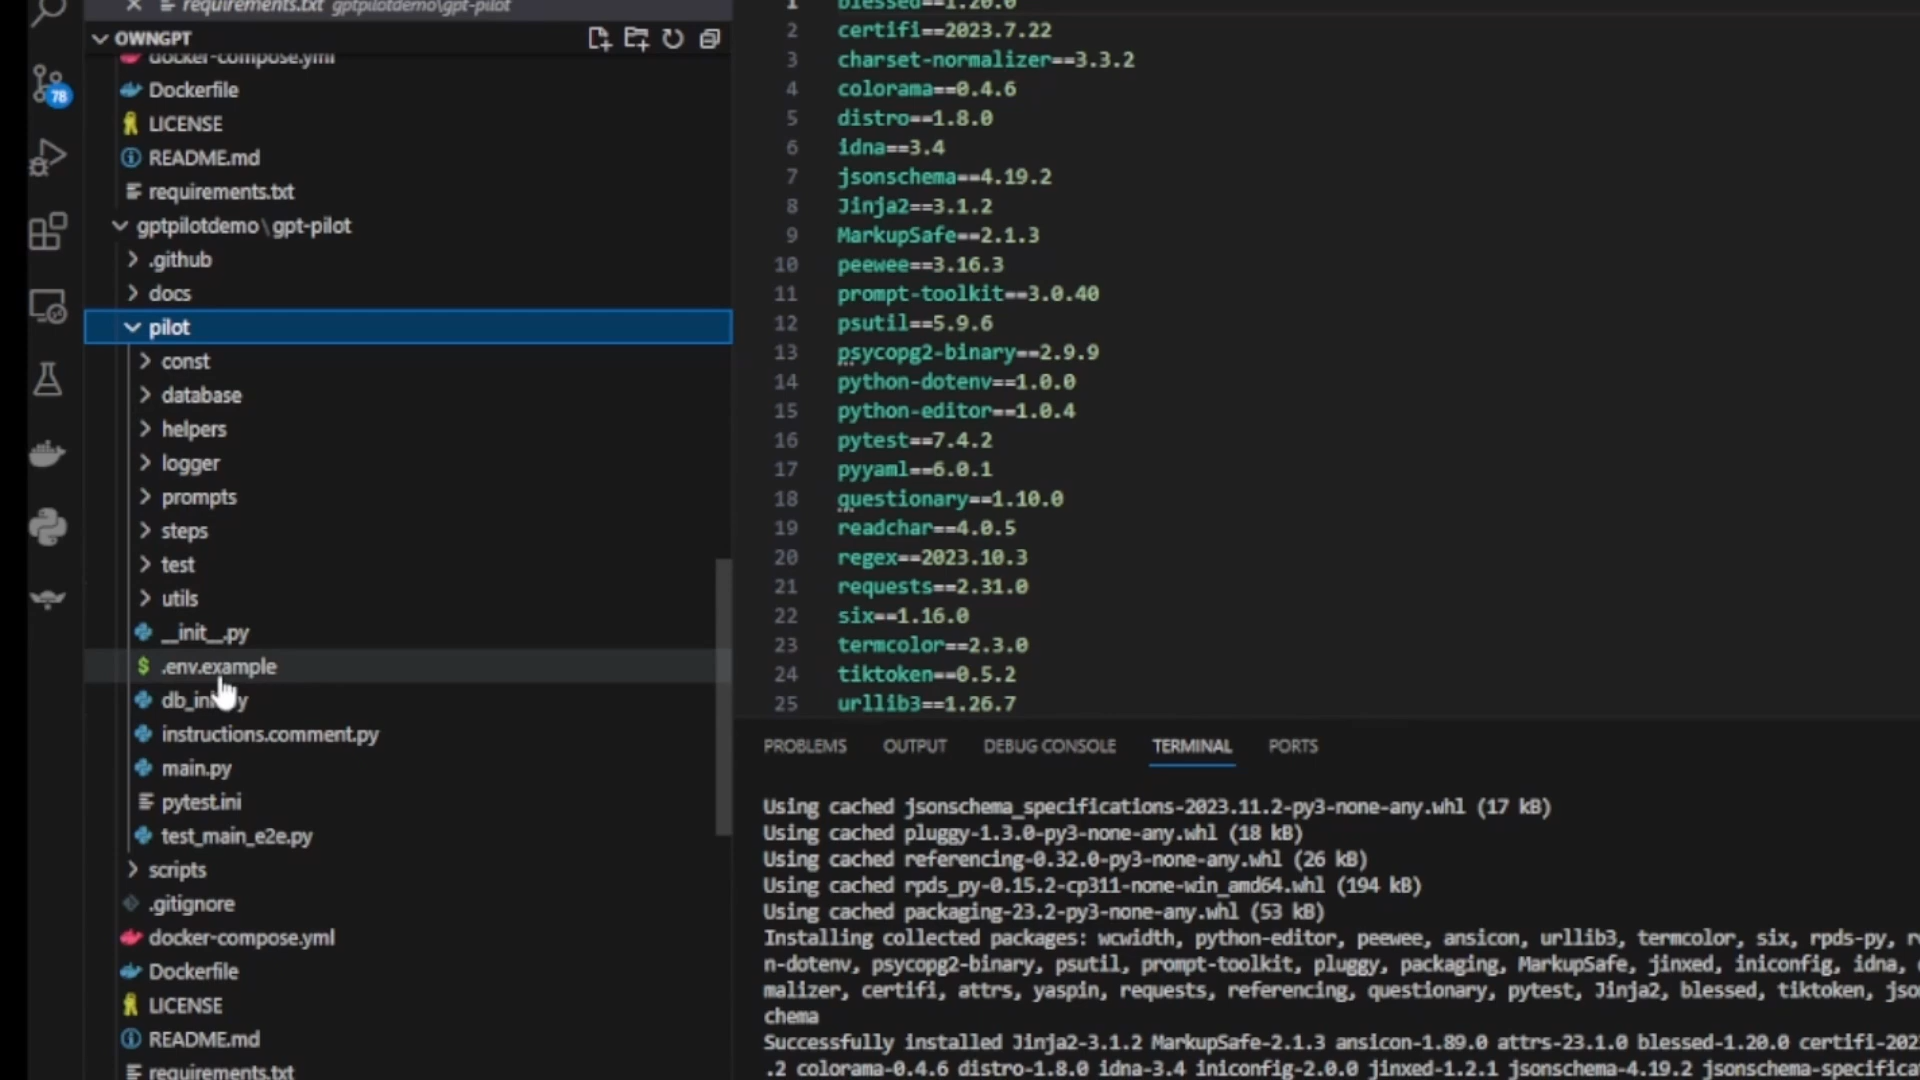 requirements.txt gptpilotdemo\gpt-pilot
OWNGPT
docker-compose.yml
Dockerfile
LICENSE
README.md
requirements.txt
gptpilotdemo\gpt-pilot
.github
docs
pilot
const
database
helpers
logger
prompts
steps
test
utils
__init__.py
.env.example
instructions.comment.py
main.py
pytest.ini
test_main_e2e.py
scripts
.gitignore
docker-compose.yml
Dockerfile
LICENSE
README.md
requirements.txt
78
1 blessed==1.20.0
2 certifi==2023.7.22
3 charset-normalizer==3.3.2
4 colorama==0.4.6
5 distro==1.8.0
6 idna==3.4
7 jsonschema==4.19.2
8 Jinja2==3.1.2
9 MarkupSafe==2.1.3
10 peewee==3.16.3
11 prompt-toolkit==3.0.40
12 psutil==5.9.6
13 psycopg2-binary==2.9.9
14 python-dotenv==1.0.0
15 python-editor==1.0.4
16 pytest==7.4.2
17 pyyaml==6.0.1
18 questionary==1.10.0
19 readchar==4.0.5
20 regex==2023.10.3
21 requests==2.31.0
22 six==1.16.0
23 termcolor==2.3.0
24 tiktoken==0.5.2
25 urllib3==1.26.7
PROBLEMS OUTPUT DEBUG CONSOLE TERMINAL PORTS
Using cached jsonschema_specifications-2023.11.2-py3-none-any.whl (17 kB)
Using cached pluggy-1.3.0-py3-none-any.whl (18 kB)
Using cached referencing-0.32.0-py3-none-any.whl (26 kB)
Using cached rpds_py-0.15.2-cp311-none-win_amd64.whl (194 kB)
Using cached packaging-23.2-py3-none-any.whl (53 kB)
Installing collected packages: wcwidth, python-editor, peewee, ansicon, urllib3, termcolor, six, rpds-py,
n-dotenv, psycopg2-binary, psutil, prompt-toolkit, pluggy, packaging, MarkupSafe, jinxed, iniconfig, idna,
malizer, certifi, attrs, yaspin, requests, referencing, questionary, pytest, Jinja2, blessed, tiktoken, jso
chema
Successfully installed Jinja2-3.1.2 MarkupSafe-2.1.3 ansicon-1.89.0 attrs-23.1.0 blessed-1.20.0 certifi-202
.2 colorama-0.4.6 distro-1.8.0 idna-3.4 iniconfig-2.0.0 jinxed-1.2.1 jsonschema-4.19.2 jsonschema-specifica